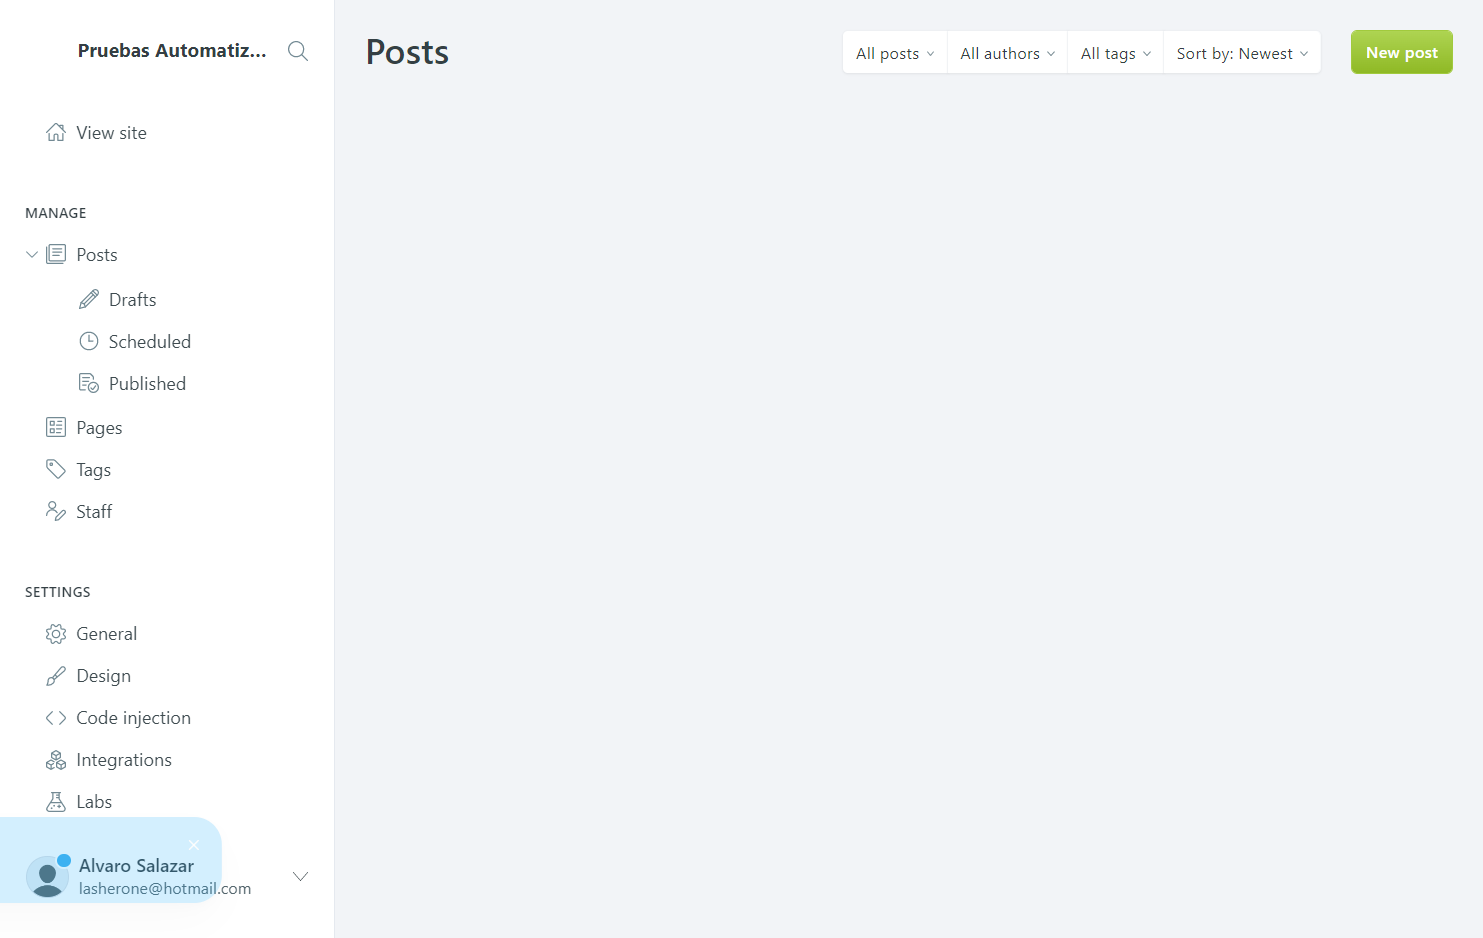 Pruebas Automatiz...
View site
MANAGE
Posts
Drafts
Scheduled
Published
Pages
Tags
Staff
SETTINGS
General
Design
Code injection
Integrations
Labs
Alvaro Salazar
lasherone@hotmail.com
Posts
All posts
All authors
All tags
Sort by: Newest
New post